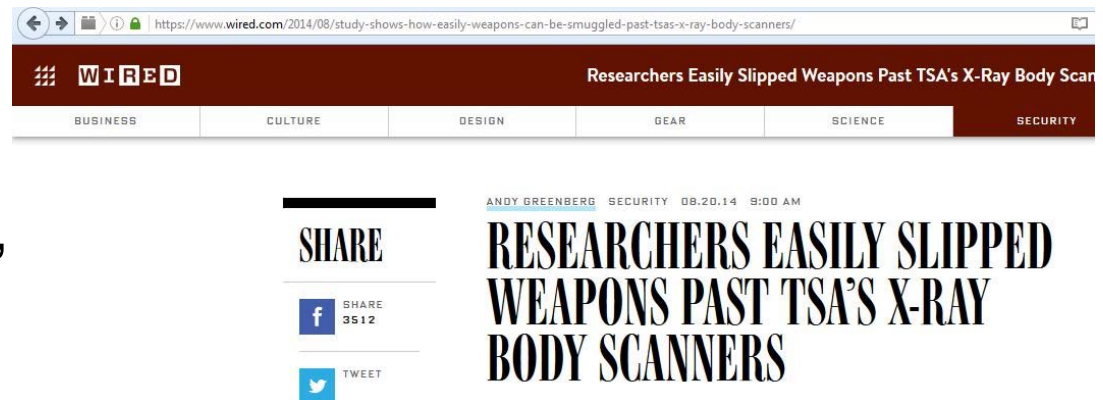 https://www.wired.com/2014/08/study-shows-how-easily-weapons-can-be-smuggled-past-tsas-x-ray-body-scanners/
WIRED
Researchers Easily Slipped Weapons Past TSA's X-Ray Body Scan
BUSINESS CULTURE DESIGN GEAR SCIENCE SECURITY
ANDY GREENBERG SECURITY 08.20.14 9:00 AM
SHARE
RESEARCHERS EASILY SLIPPED
WEAPONS PAST TSA’S X-RAY
BODY SCANNERS
f SHARE
3512
TWEET
,